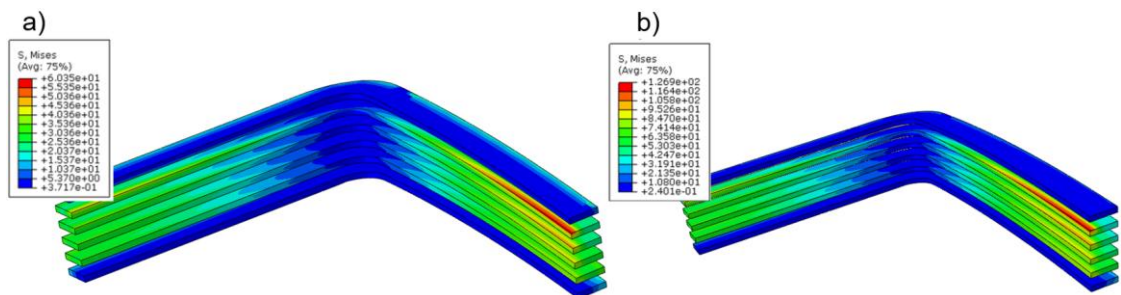 a)
S, Mises
(Avg: 75%)
+6.035e+01
+5.535e+01
+5.036e+01
+4.536e+01
+4.036e+01
+3.536e+01
+3.036e+01
+2.536e+01
+2.037e+01
+1.537e+01
+1.037e+01
+5.370e+00
+3.717e-01
b)
S, Mises
(Avg: 75%)
+1.269e+02
+1.164e+02
+1.058e+02
+9.526e+01
+8.470e+01
+7.414e+01
+6.358e+01
+5.303e+01
+4.247e+01
+3.191e+01
+2.135e+01
+1.080e+01
+2.401e-01